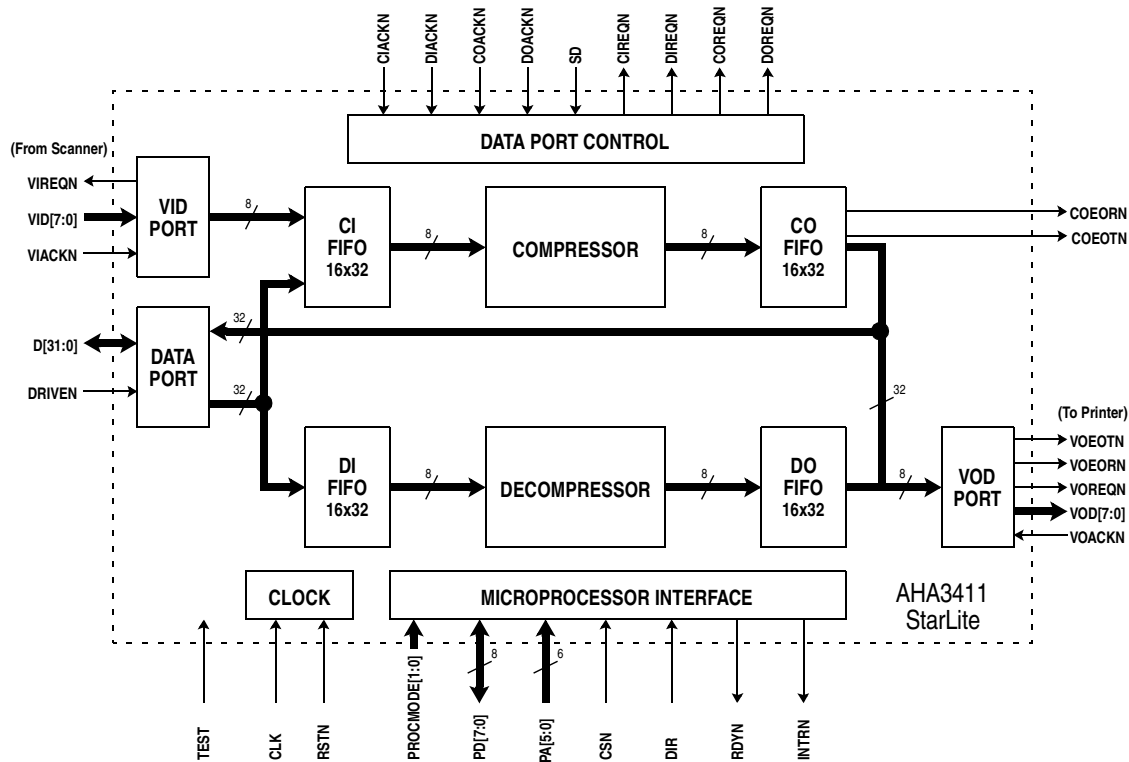 CIACKN
DIACKN
COACKN
DOACKN
SD
CIREQN
DIREQN
COREQN
DOREQN
DATA PORT CONTROL
(From Scanner)
VIREQN
VID[7:0]
VIACKN
VID
PORT
8
CI
FIFO
16x32
8
COMPRESSOR
8
CO
FIFO
16x32
COEORN
COEOTN
D[31:0]
DRIVEN
DATA
PORT
32
32
32
DI
FIFO
16x32
8
DECOMPRESSOR
8
DO
FIFO
16x32
8
VOD
PORT
(To Printer)
VOEOTN
VOEORN
VOREQN
VOD[7:0]
VOACKN
CLOCK
MICROPROCESSOR INTERFACE
AHA3411
StarLite
TEST
CLK
RSTN
PROCMODE[1:0]
8
PD[7:0]
6
PA[5:0]
CSN
DIR
RDYN
INTRN